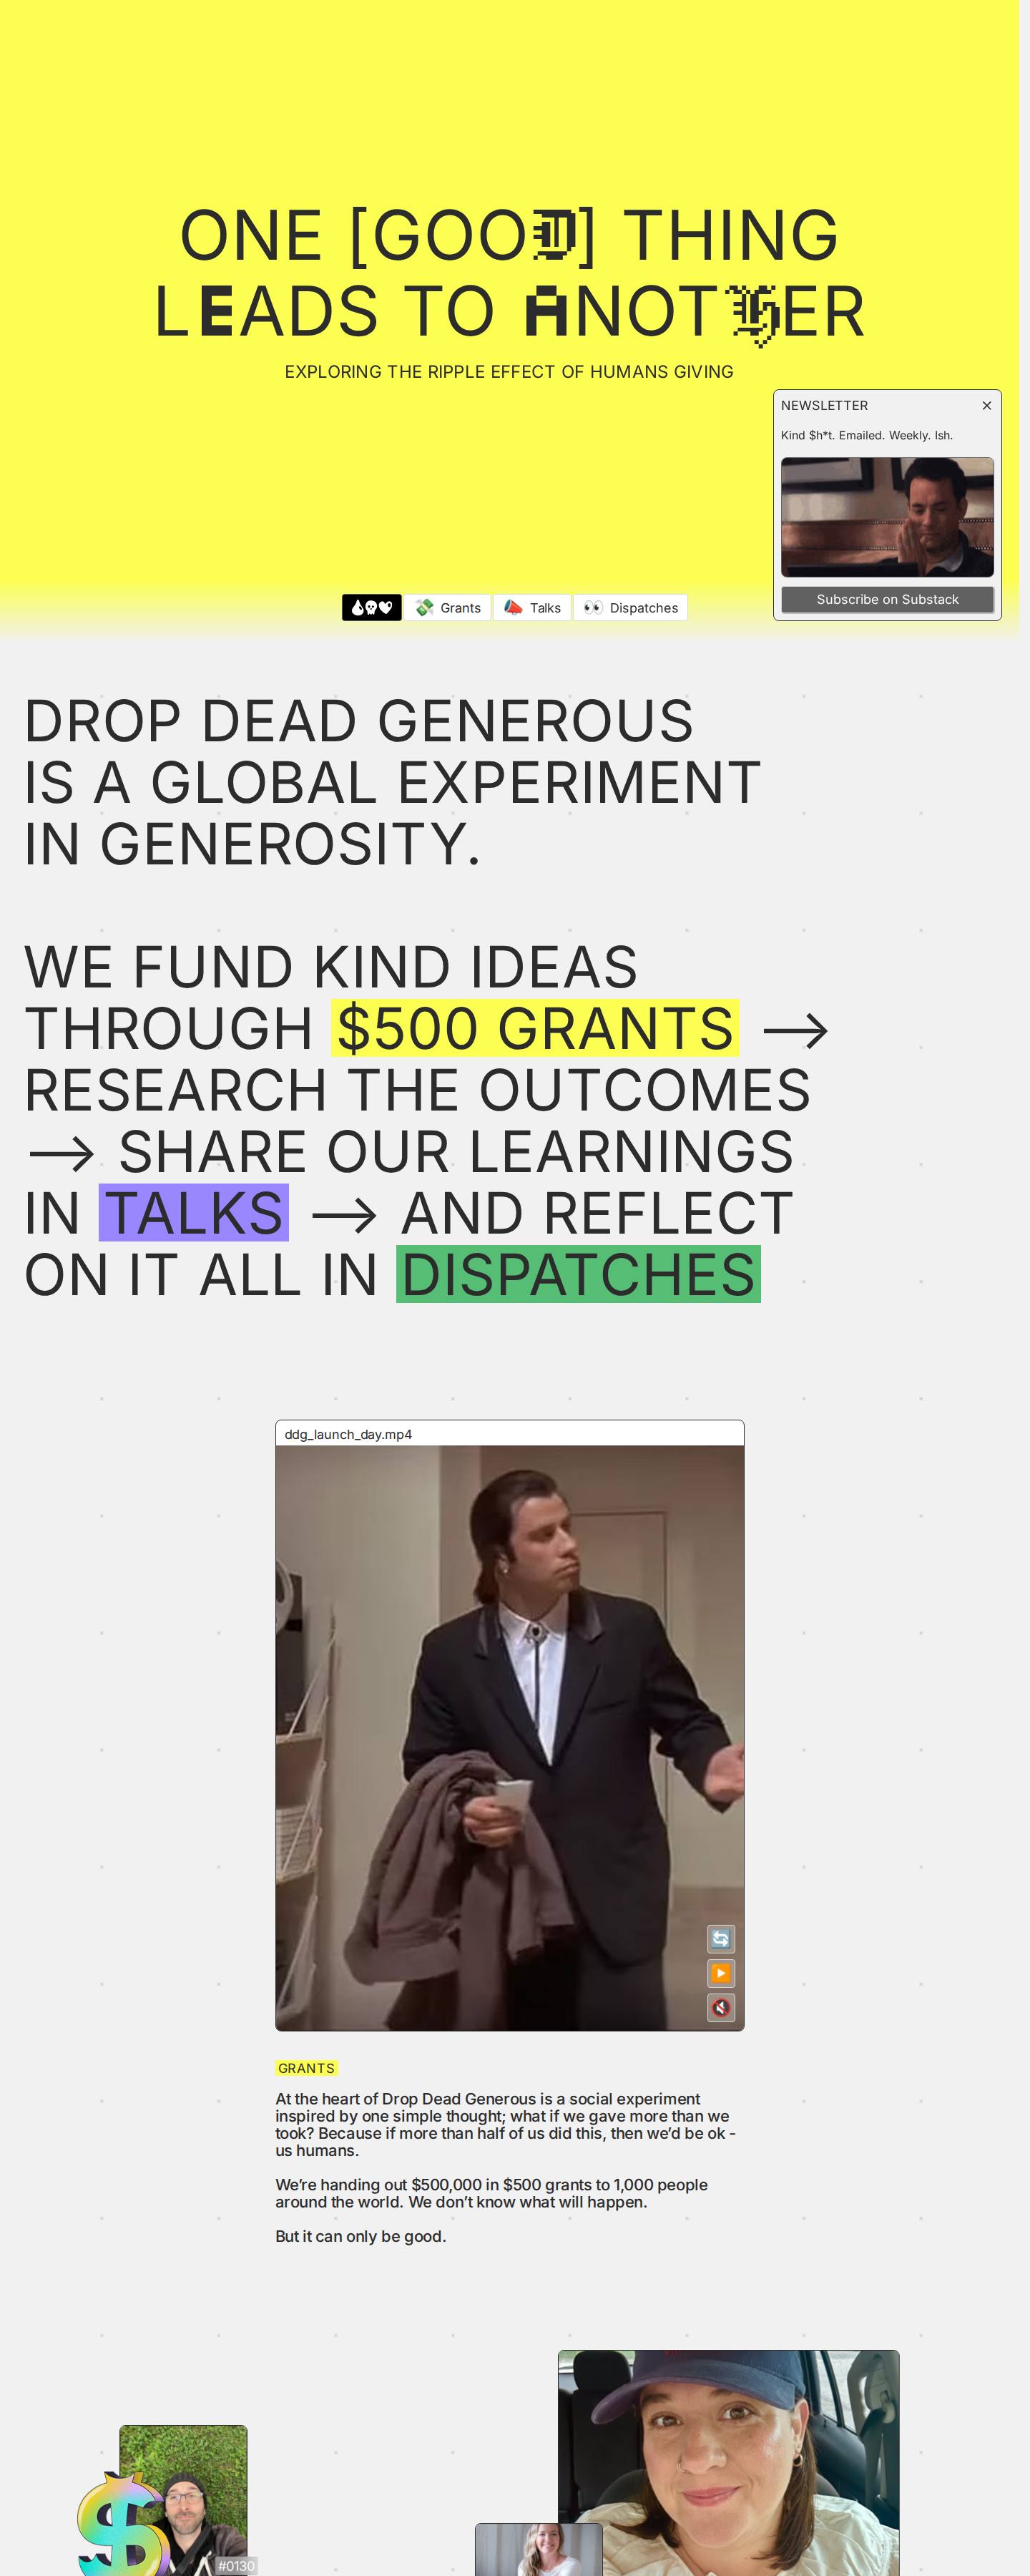 ONE [GOOD] THING
LEADS TO ANOTHER
EXPLORING THE RIPPLE EFFECT OF HUMANS GIVING
NEWSLETTER
Kind $h*t. Emailed. Weekly. Ish.
Subscribe on Substack
Grants
Talks
Dispatches
DROP DEAD GENEROUS
IS A GLOBAL EXPERIMENT
IN GENEROSITY.
WE FUND KIND IDEAS
THROUGH $500 GRANTS →
RESEARCH THE OUTCOMES
→ SHARE OUR LEARNINGS
IN TALKS → AND REFLECT
ON IT ALL IN DISPATCHES
ddg_launch_day.mp4
GRANTS
At the heart of Drop Dead Generous is a social experiment
inspired by one simple thought; what if we gave more than we
took? Because if more than half of us did this, then we’d be ok -
us humans.
We’re handing out $500,000 in $500 grants to 1,000 people
around the world. We don’t know what will happen.
But it can only be good.
$
#0130